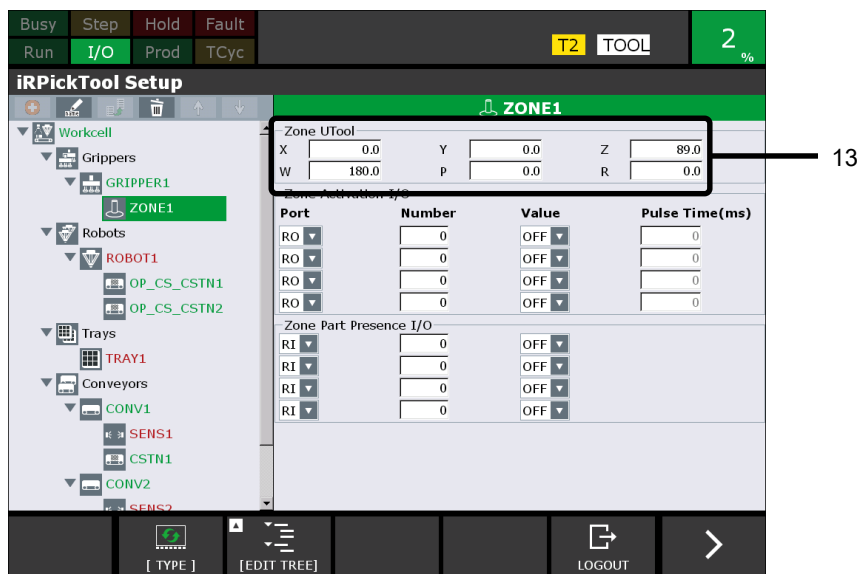 Busy Step Hold Fault
Run I/O Prod TCyc
T2 TOOL 2 %
iRPickTool Setup
ZONE1
Workcell
Grippers
GRIPPER1
ZONE1
Robots
ROBOT1
OP_CS_CSTN1
OP_CS_CSTN2
Trays
TRAY1
Conveyors
CONV1
SENS1
CSTN1
CONV2
SENS2
Zone UTool
X 0.0 Y 0.0 Z 89.0
W 180.0 P 0.0 R 0.0
13
Zone Activation I/O
Port Number Value Pulse Time(ms)
RO 0 OFF 0
RO 0 OFF 0
RO 0 OFF 0
RO 0 OFF 0
Zone Part Presence I/O
RI 0 OFF
RI 0 OFF
RI 0 OFF
RI 0 OFF
[ TYPE ] [EDIT TREE] LOGOUT